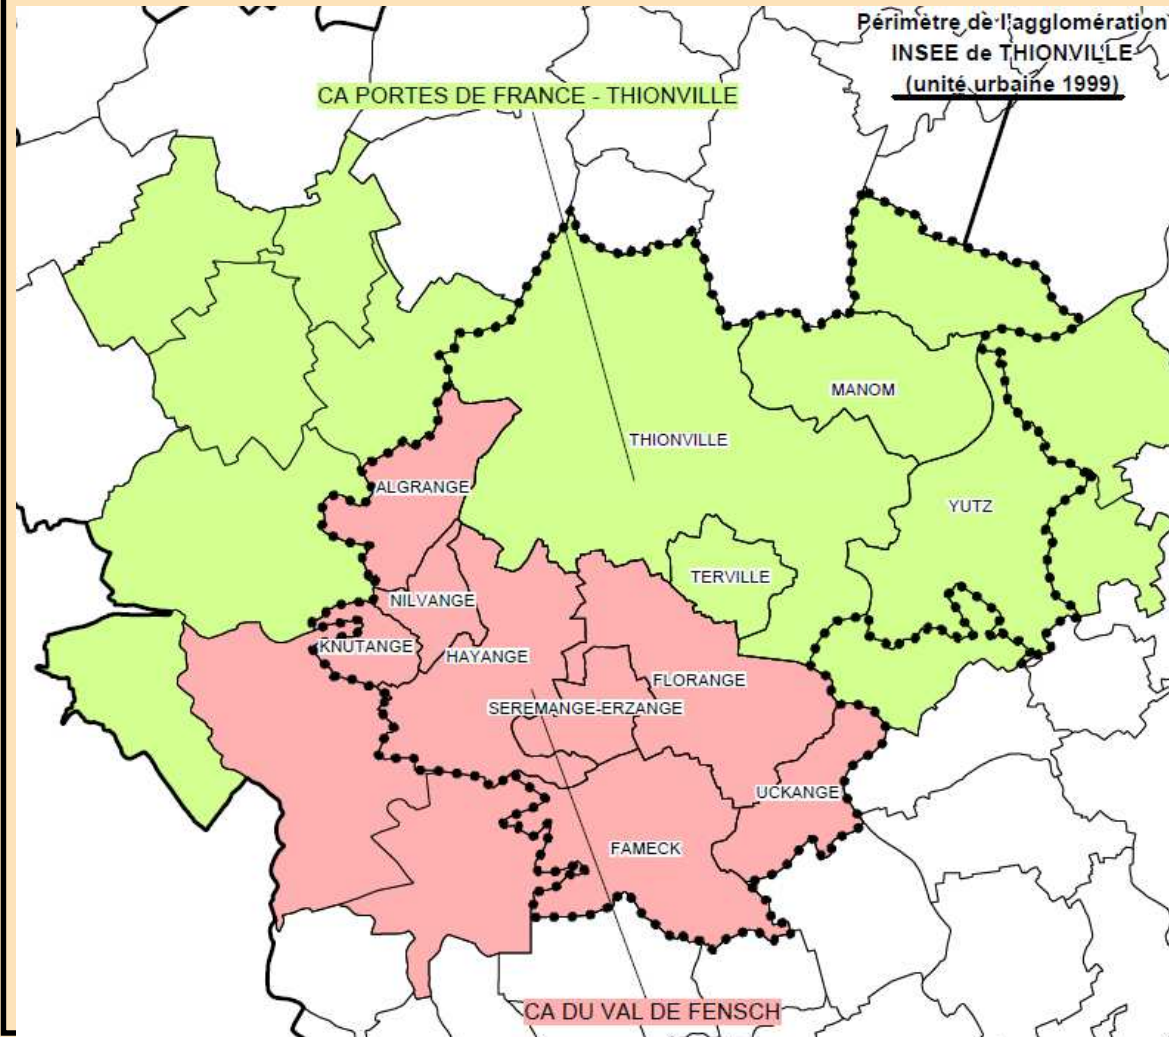 Périmètre de l'agglomération
INSEE de THIONVILLE
(unité urbaine 1999)
CA PORTES DE FRANCE - THIONVILLE
MANOM
THIONVILLE
ALGRANGE
YUTZ
TERVILLE
NILVANGE
KNUTANGE
HAYANGE
FLORANGE
SEREMANGE-ERZANGE
UCKANGE
FAMECK
CA DU VAL DE FENSCH